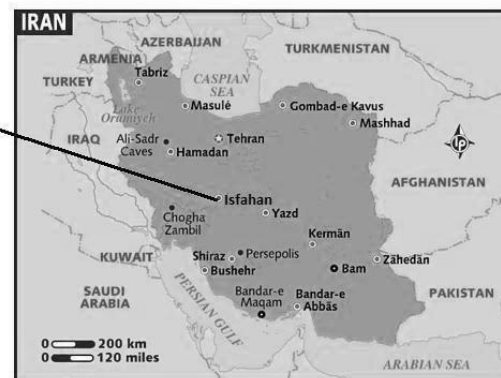 IRAN
AZERBAIJAN
ARMENIA
TURKMENISTAN
TURKEY
Tabriz
CASPIAN
SEA
Lake
Orumiyeh
Masulé
Gombad-e Kavus
Mashhad
IRAQ
Ali-Sadr
Caves
Tehran
Hamadan
AFGHANISTAN
Isfahan
Chogha
Zambil
Yazd
Kermān
KUWAIT
Shiraz
Persepolis
Bam
Zāhedān
Bushehr
SAUDI
ARABIA
PERSIAN GULF
Bandar-e
Maqam
Bandar-e
Abbās
PAKISTAN
0 200 km
0 120 miles
ARABIAN SEA